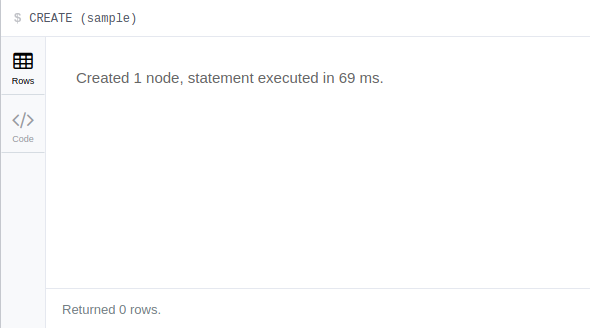 $ CREATE (sample)
Rows
Created 1 node, statement executed in 69 ms.
Code
Returned 0 rows.